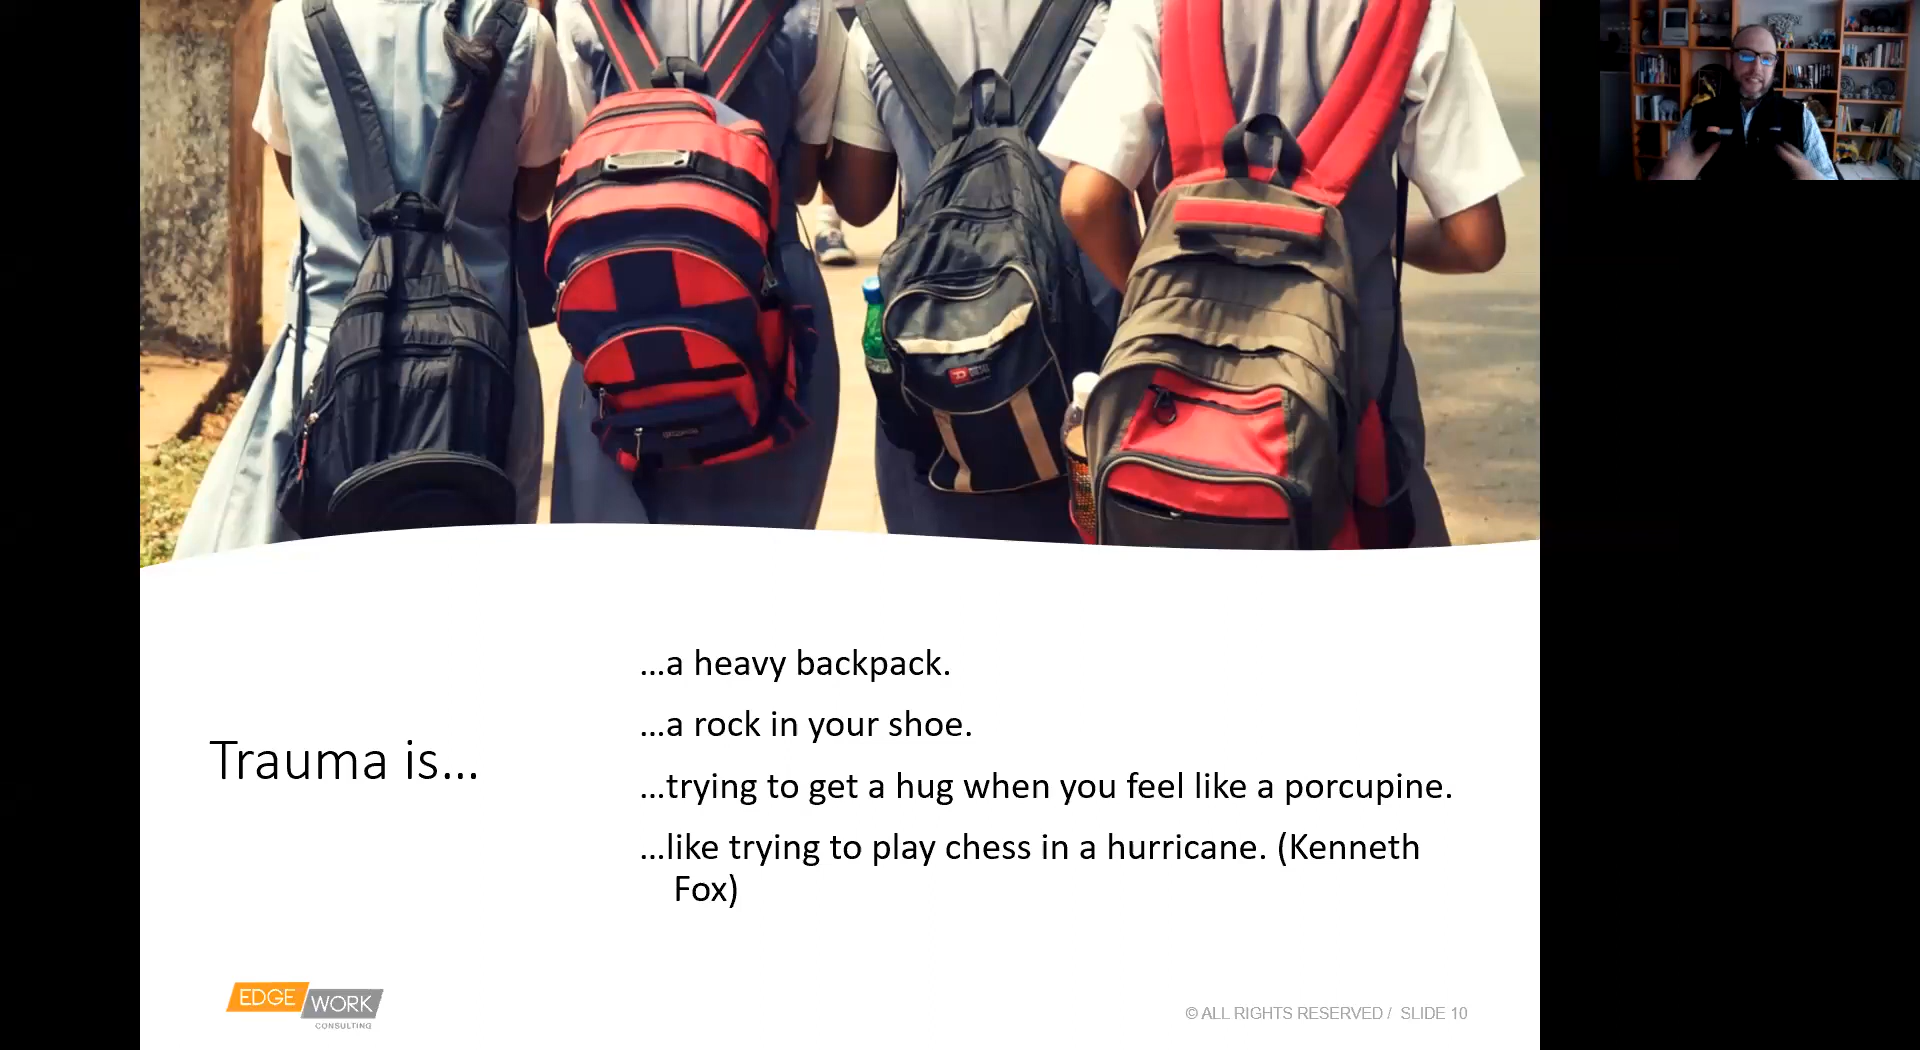 DIESEL
Trauma is...
...a heavy backpack.
...a rock in your shoe.
...trying to get a hug when you feel like a porcupine.
...like trying to play chess in a hurricane. (Kenneth
Fox)
EDGE WORK
CONSULTING
© ALL RIGHTS RESERVED / SLIDE 10